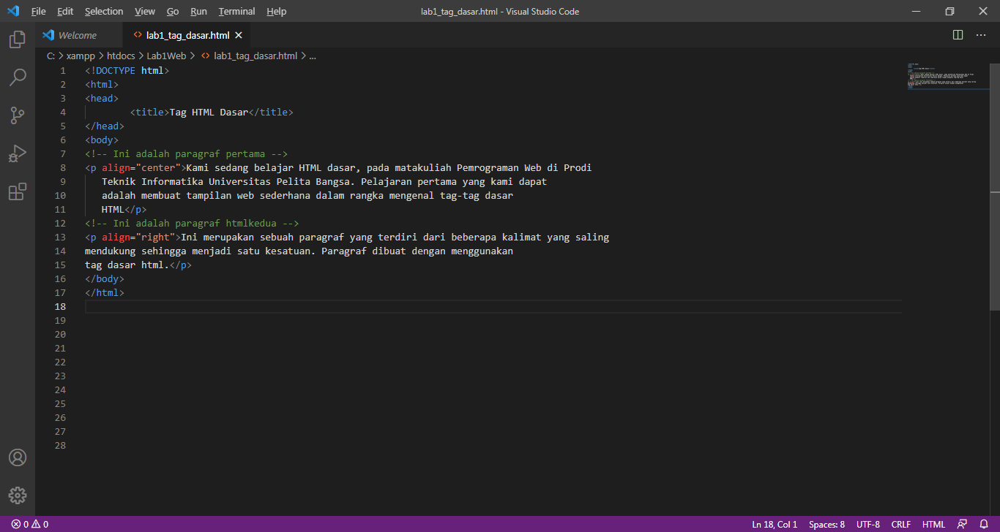 File Edit Selection View Go Run Terminal Help lab1_tag_dasar.html - Visual Studio Code
Welcome lab1_tag_dasar.html
C: > xampp > htdocs > Lab1Web > lab1_tag_dasar.html > ...
1 <!DOCTYPE html>
2 <html>
3 <head>
4 <title>Tag HTML Dasar</title>
5 </head>
6 <body>
7 <!-- Ini adalah paragraf pertama -->
8 <p align="center">Kami sedang belajar HTML dasar, pada matakuliah Pemrograman Web di Prodi
9 Teknik Informatika Universitas Pelita Bangsa. Pelajaran pertama yang kami dapat
10 adalah membuat tampilan web sederhana dalam rangka mengenal tag-tag dasar
11 HTML</p>
12 <!-- Ini adalah paragraf htmlkedua -->
13 <p align="right">Ini merupakan sebuah paragraf yang terdiri dari beberapa kalimat yang saling
14 mendukung sehingga menjadi satu kesatuan. Paragraf dibuat dengan menggunakan
15 tag dasar html.</p>
16 </body>
17 </html>
18
19
20
21
22
23
24
25
26
27
28
0 0 Ln 18, Col 1 Spaces: 8 UTF-8 CRLF HTML